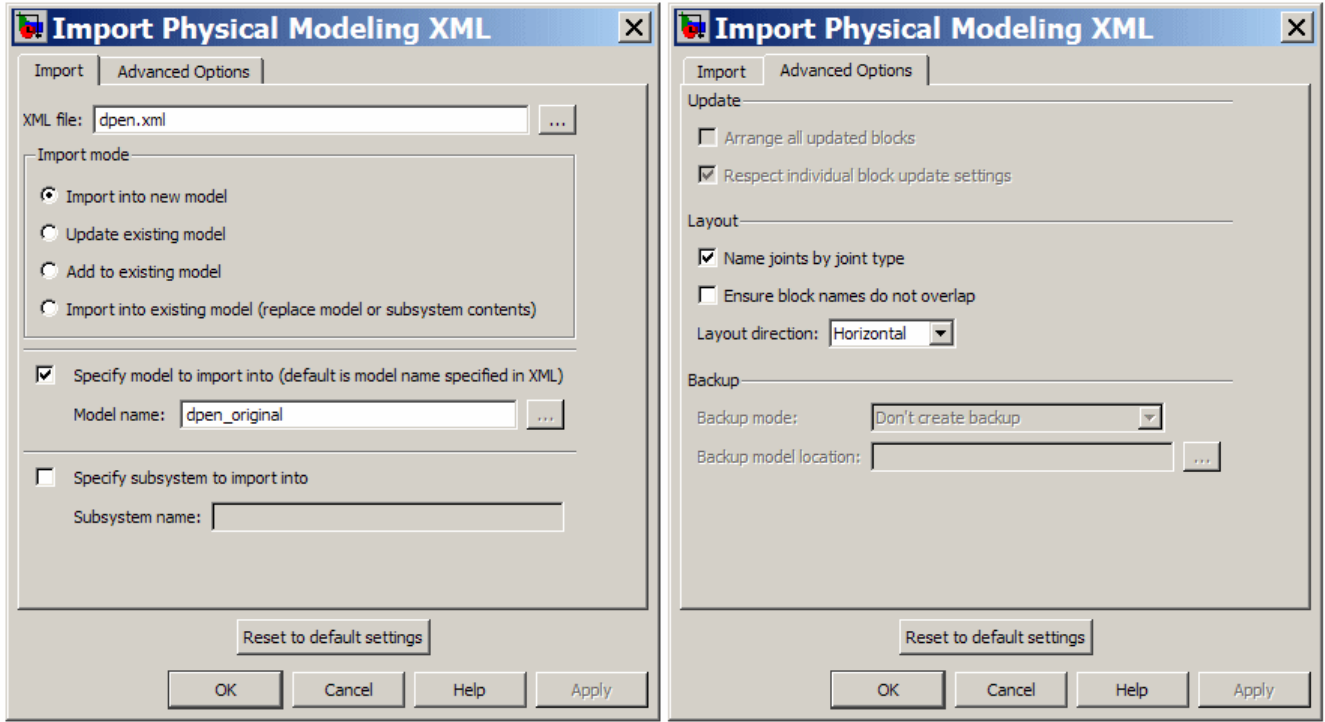 Import Physical Modeling XML
Import
Advanced Options
XML file: dpen.xml ...
Import mode
Import into new model
Update existing model
Add to existing model
Import into existing model (replace model or subsystem contents)
Specify model to import into (default is model name specified in XML)
Model name: dpen_original ...
Specify subsystem to import into
Subsystem name:
Reset to default settings
OK Cancel Help Apply
Import Physical Modeling XML
Import
Advanced Options
Update
Arrange all updated blocks
Respect individual block update settings
Layout
Name joints by joint type
Ensure block names do not overlap
Layout direction: Horizontal
Backup
Backup mode: Don't create backup
Backup model location: ...
Reset to default settings
OK Cancel Help Apply